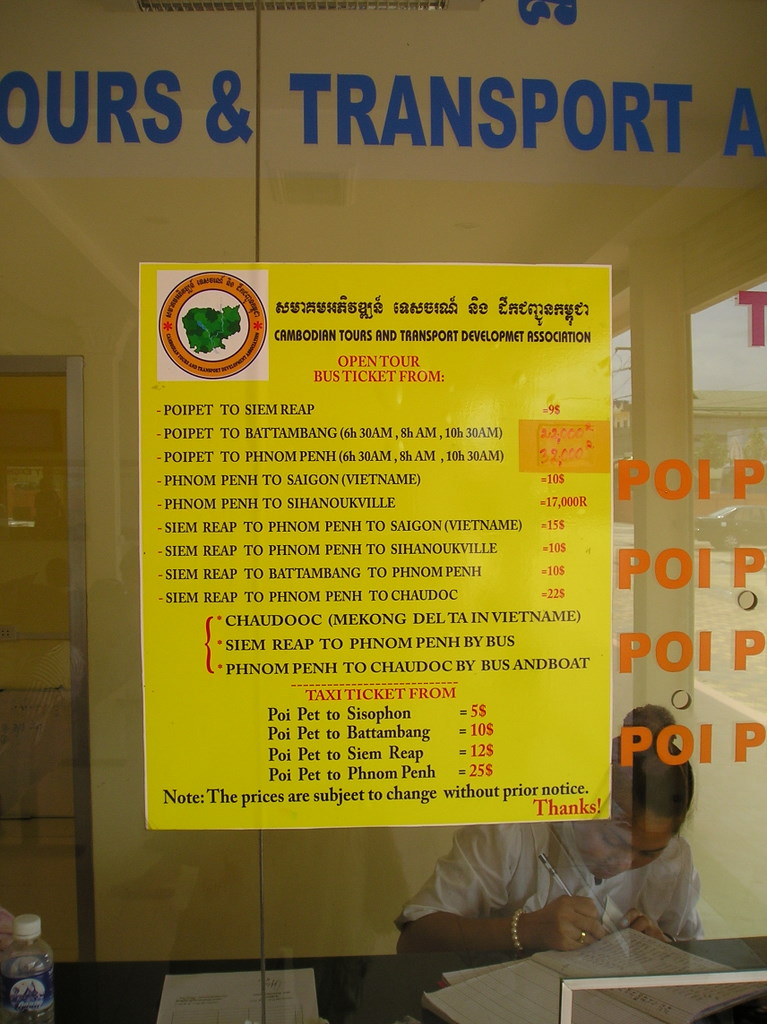 OURS & TRANSPORT A
សមាគមអភិវឌ្ឍន៍ ទេសចរណ៍ និង ដឹកជញ្ជូនកម្ពុជា
CAMBODIAN TOURS AND TRANSPORT DEVELOPMET ASSOCIATION
OPEN TOUR
BUS TICKET FROM:
- POIPET TO SIEM REAP =9$
- POIPET TO BATTAMBANG (6h 30AM , 8h AM , 10h 30AM)
- POIPET TO PHNOM PENH (6h 30AM , 8h AM , 10h 30AM)
- PHNOM PENH TO SAIGON (VIETNAME) =10$
- PHNOM PENH TO SIHANOUKVILLE =17,000R
- SIEM REAP TO PHNOM PENH TO SAIGON (VIETNAME) =15$
- SIEM REAP TO PHNOM PENH TO SIHANOUKVILLE =10$
- SIEM REAP TO BATTAMBANG TO PHNOM PENH =10$
- SIEM REAP TO PHNOM PENH TO CHAUDOC =22$
* CHAUDOOC (MEKONG DELTA IN VIETNAME)
* SIEM REAP TO PHNOM PENH BY BUS
* PHNOM PENH TO CHAUDOC BY BUS ANDBOAT
TAXI TICKET FROM
Poi Pet to Sisophon = 5$
Poi Pet to Battambang = 10$
Poi Pet to Siem Reap = 12$
Poi Pet to Phnom Penh = 25$
Note: The prices are subjeet to change without prior notice.
Thanks!
T
POI P
POI P
POI P
POI P